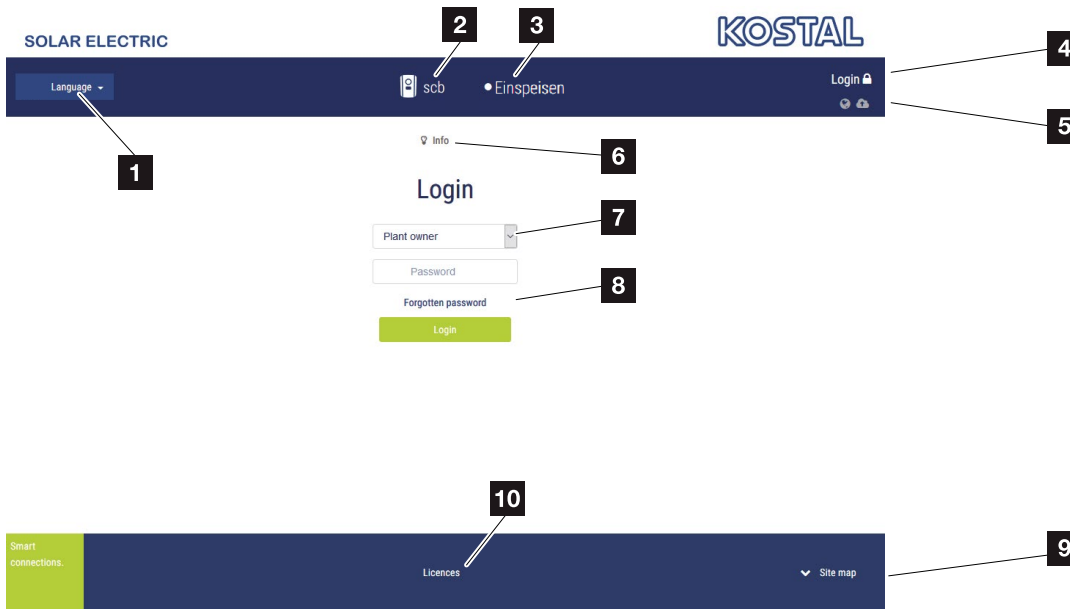 2
3
SOLAR ELECTRIC
KOSTAL
4
Language
scb
Einspeisen
Login
5
Info
6
1
Login
7
Plant owner
Password
8
Forgotten password
Login
10
Smart
connections.
9
Licences
Site map